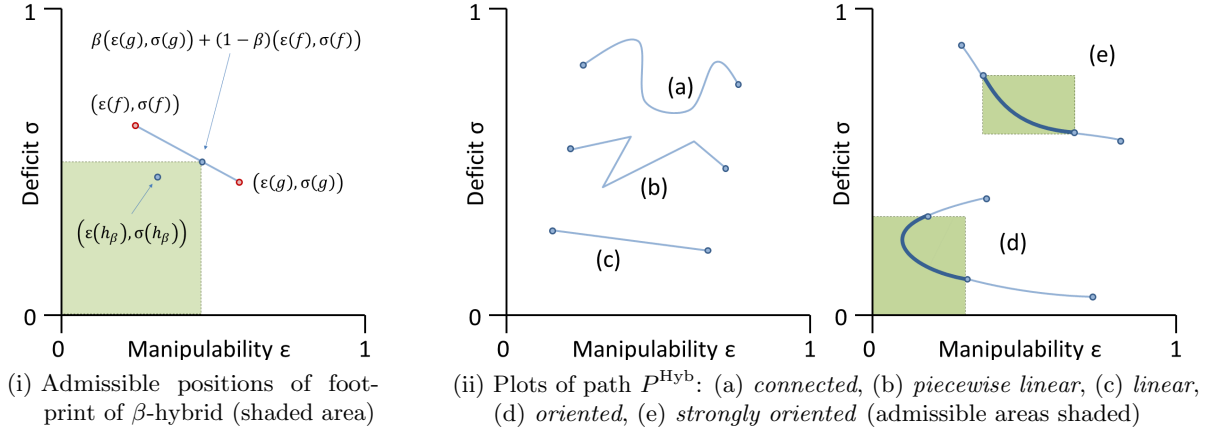 1
β(ε(g),σ(g)) + (1 − β)(ε(f),σ(f))
(ε(f),σ(f))
(ε(g),σ(g))
(ε(h_β),σ(h_β))
Deficit σ
0
0
Manipulability ε
1
(i) Admissible positions of foot-
print of β-hybrid (shaded area)
1
(a)
(b)
(c)
Deficit σ
0
0
Manipulability ε
1
1
(e)
(d)
Deficit σ
0
0
Manipulability ε
1
(ii) Plots of path P^Hyb: (a) connected, (b) piecewise linear, (c) linear,
(d) oriented, (e) strongly oriented (admissible areas shaded)